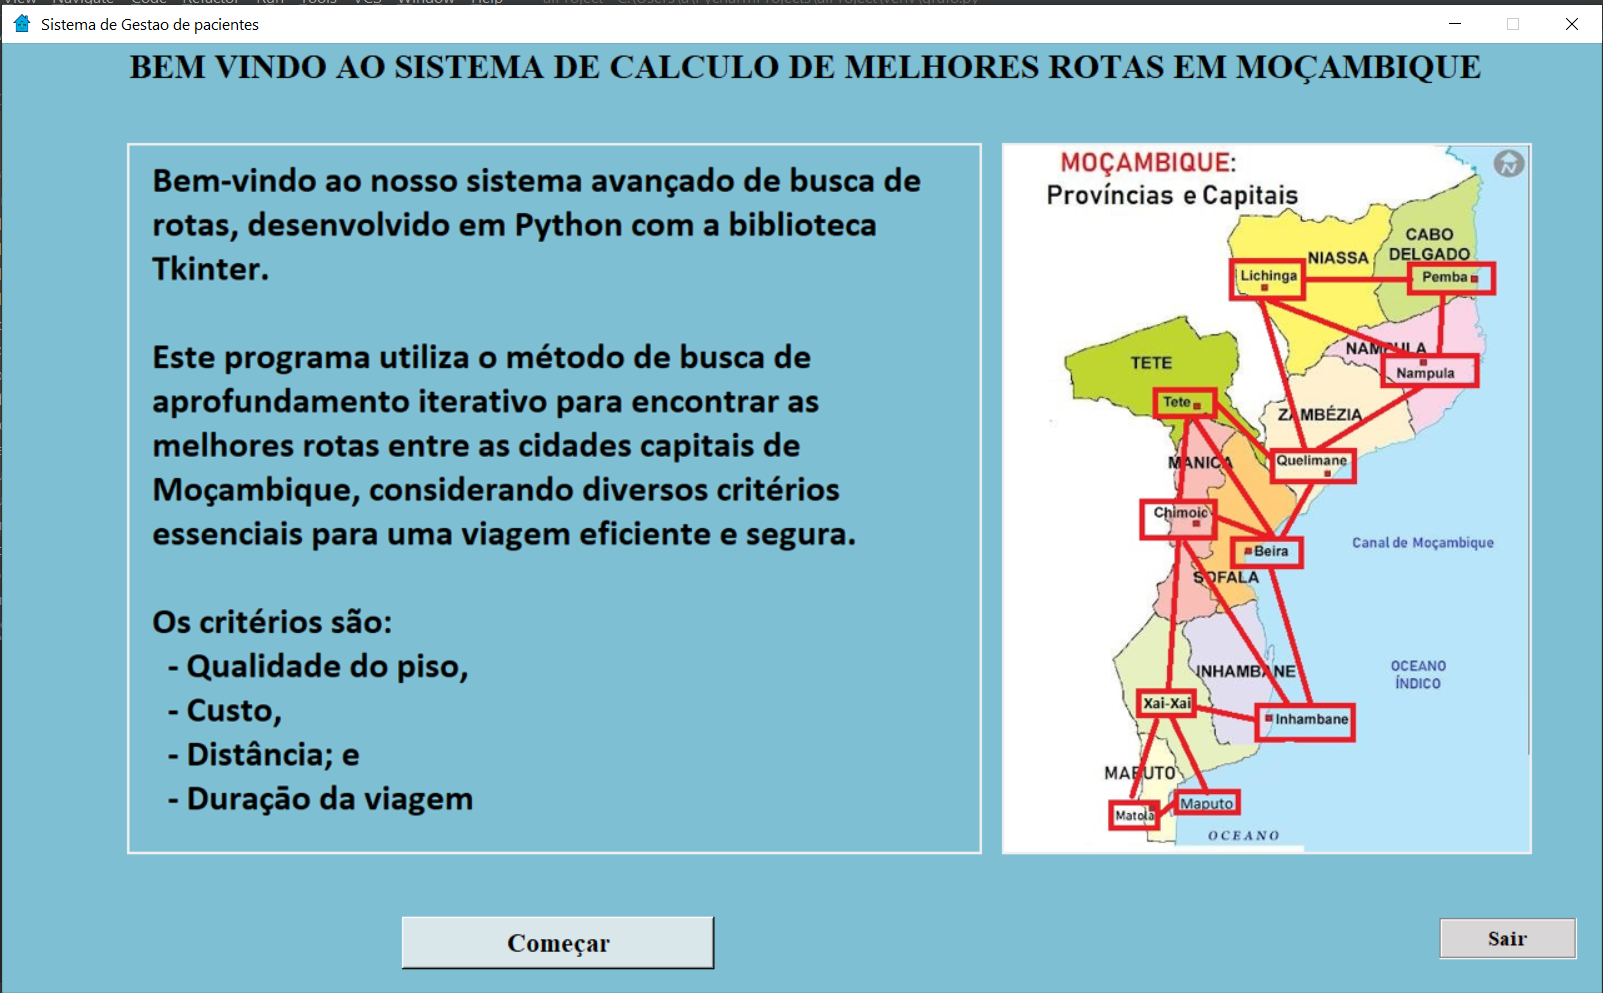 Sistema de Gestao de pacientes
BEM VINDO AO SISTEMA DE CALCULO DE MELHORES ROTAS EM MOÇAMBIQUE
Bem-vindo ao nosso sistema avançado de busca de
rotas, desenvolvido em Python com a biblioteca
Tkinter.
Este programa utiliza o método de busca de
aprofundamento iterativo para encontrar as
melhores rotas entre as cidades capitais de
Moçambique, considerando diversos critérios
essenciais para uma viagem eficiente e segura.
Os critérios são:
- Qualidade do piso,
- Custo,
- Distância; e
- Duração da viagem
MOÇAMBIQUE:
Províncias e Capitais
N
CABO
DELGADO
NIASSA
Lichinga
Pemba
NAMPULA
Nampula
TETE
Tete
ZAMBÉZIA
Quelimane
MANICA
Chimoic
Beira
Canal de Moçambique
SOFALA
INHAMBANE
OCEANO
ÍNDICO
Xai-Xai
Inhambane
MAPUTO
Matola
Maputo
OCEANO
Começar
Sair